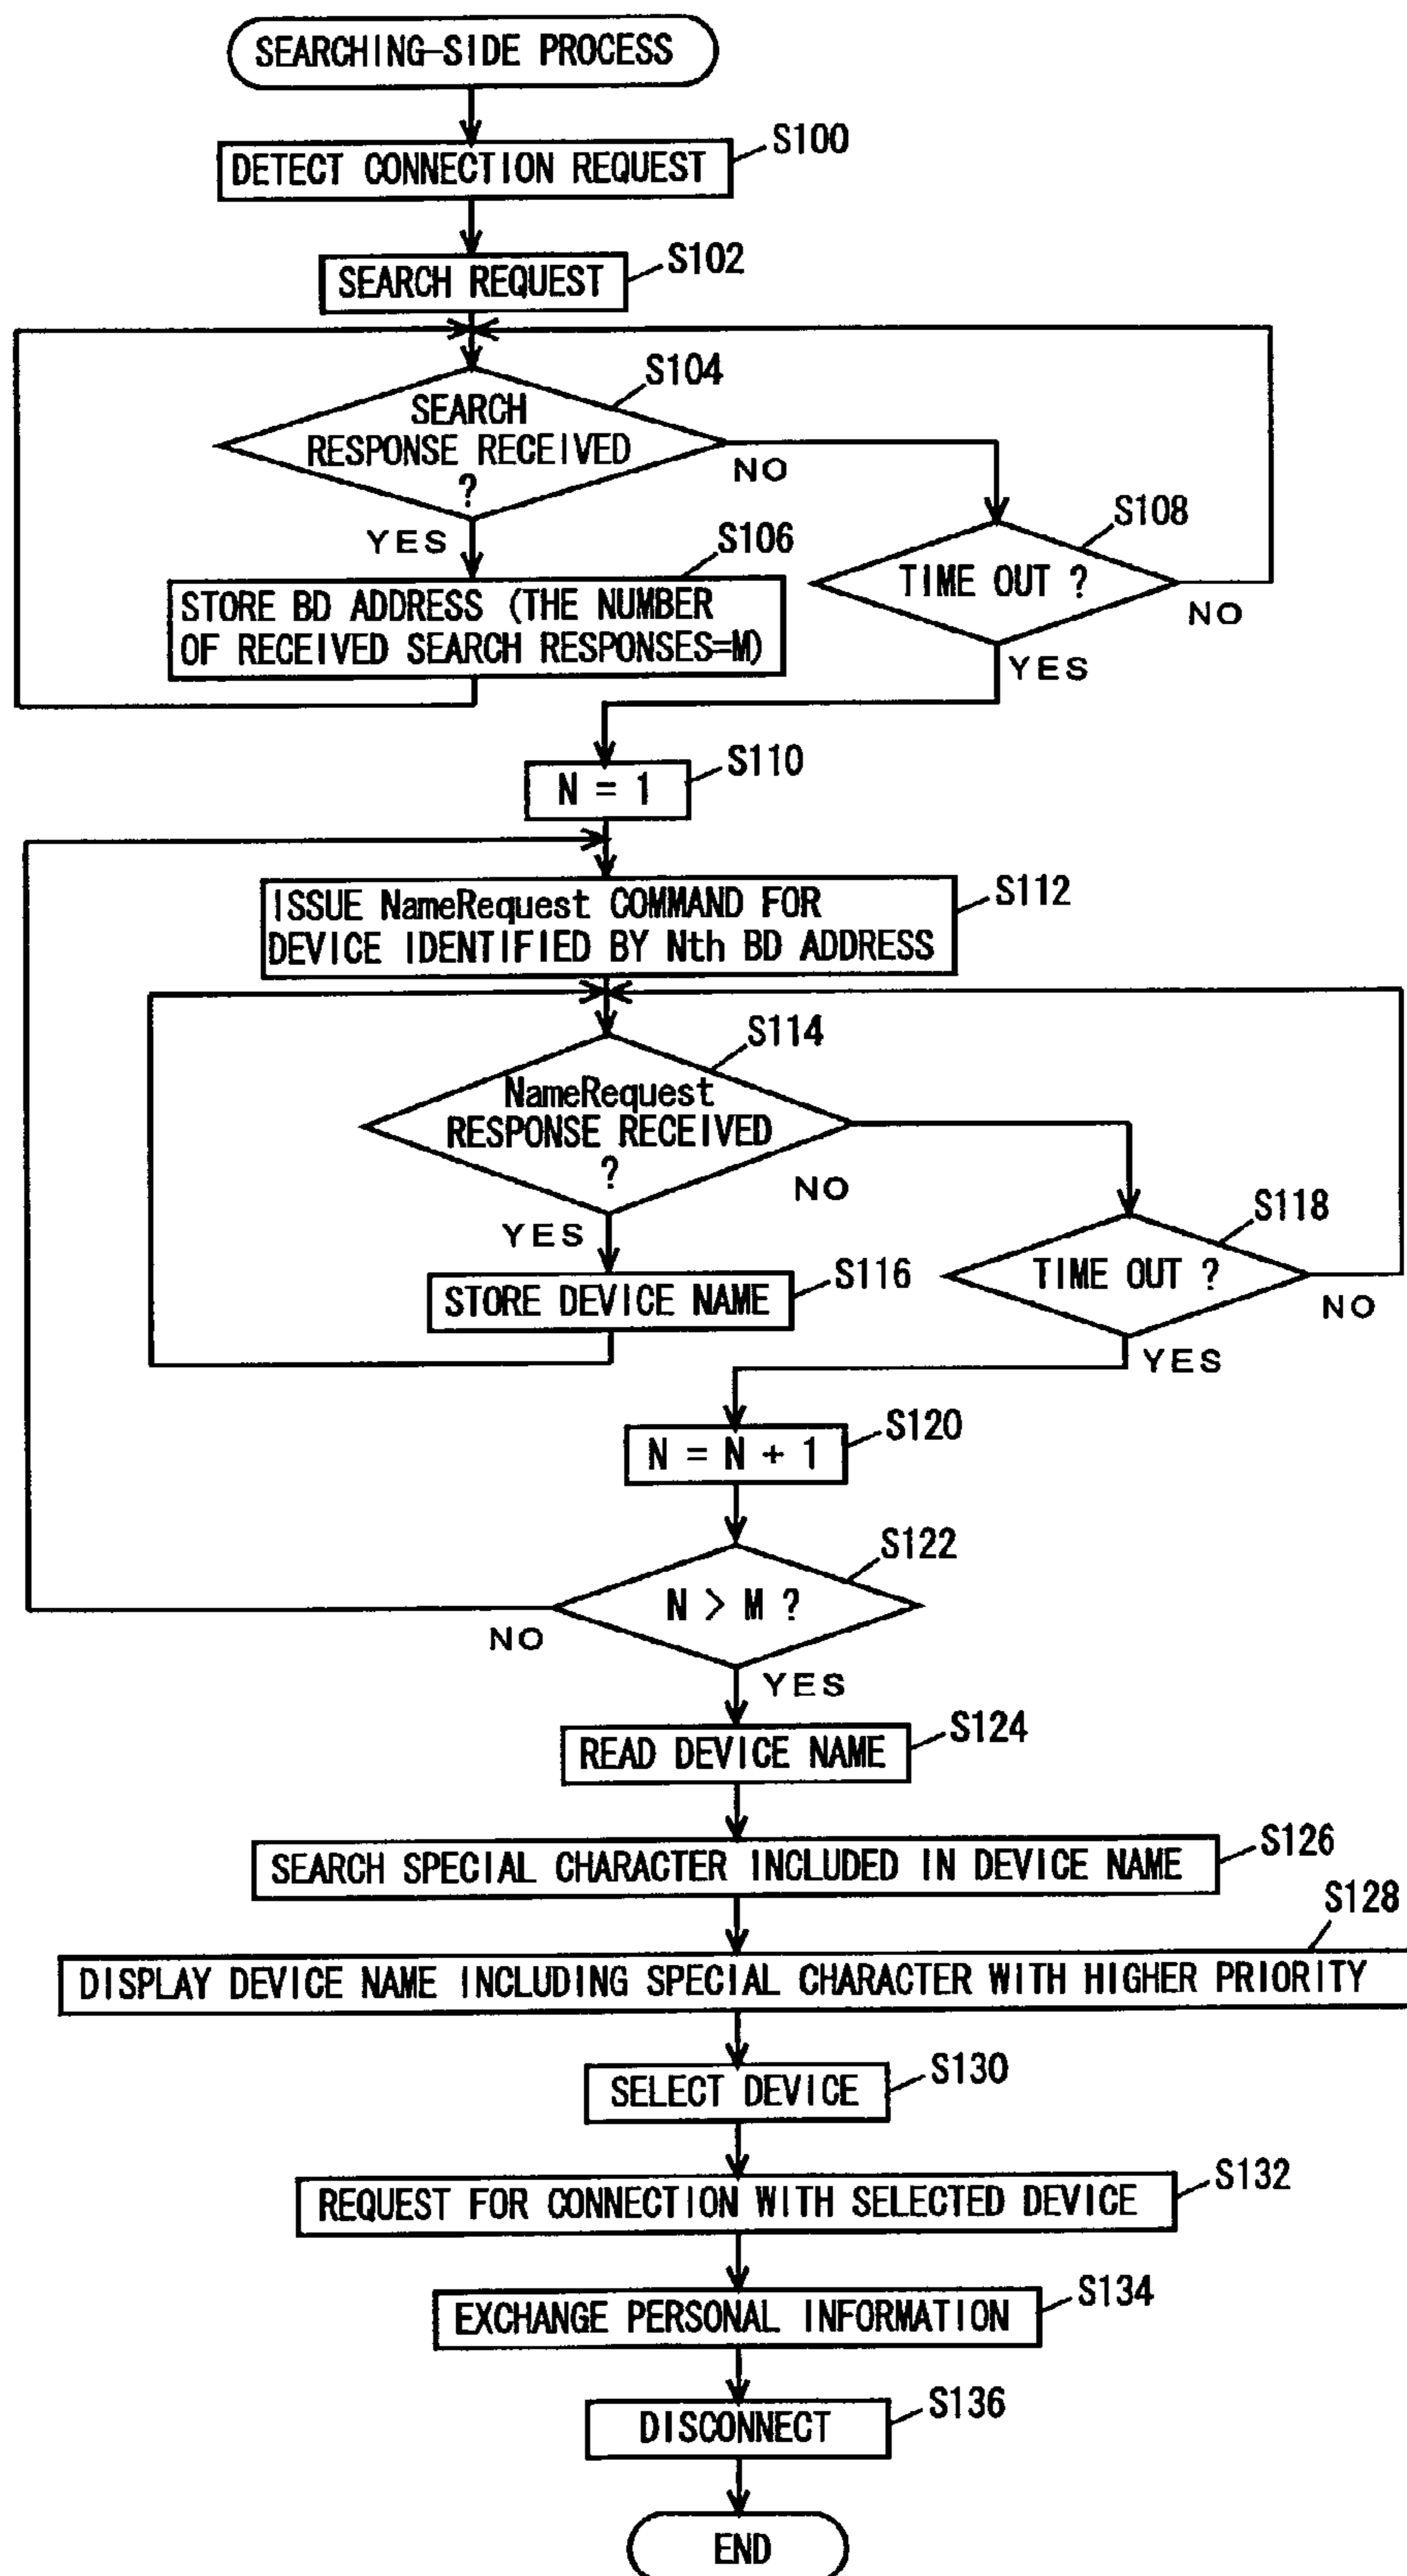 SEARCHING-SIDE PROCESS
S100
DETECT CONNECTION REQUEST
S102
SEARCH REQUEST
S104
SEARCH
RESPONSE RECEIVED
?
NO
YES
S106
S108
TIME OUT ?
NO
STORE BD ADDRESS (THE NUMBER
OF RECEIVED SEARCH RESPONSES=M)
YES
S110
N = 1
S112
ISSUE NameRequest COMMAND FOR
DEVICE IDENTIFIED BY Nth BD ADDRESS
S114
NameRequest
RESPONSE RECEIVED
?
NO
YES
S118
TIME OUT ?
NO
S116
STORE DEVICE NAME
YES
S120
N = N + 1
S122
N > M ?
NO
YES
S124
READ DEVICE NAME
S126
SEARCH SPECIAL CHARACTER INCLUDED IN DEVICE NAME
S128
DISPLAY DEVICE NAME INCLUDING SPECIAL CHARACTER WITH HIGHER PRIORITY
S130
SELECT DEVICE
S132
REQUEST FOR CONNECTION WITH SELECTED DEVICE
S134
EXCHANGE PERSONAL INFORMATION
S136
DISCONNECT
END